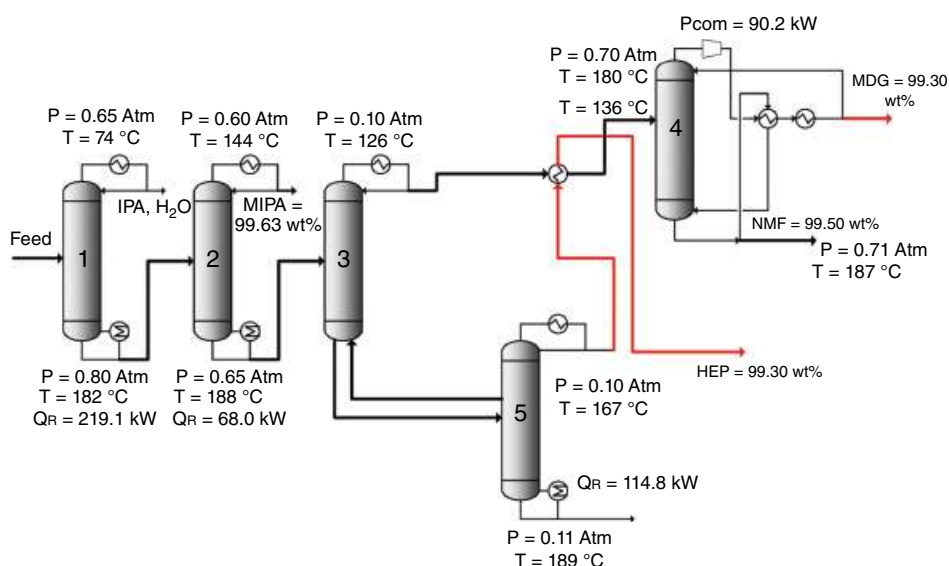 Pcom = 90.2 kW
P = 0.70 Atm
T = 180 °C
T = 136 °C
4
MDG = 99.30
wt%
P = 0.65 Atm
T = 74 °C
P = 0.60 Atm
T = 144 °C
P = 0.10 Atm
T = 126 °C
IPA, H2O
MIPA =
99.63 wt%
NMF = 99.50 wt%
Feed
1
2
3
P = 0.71 Atm
T = 187 °C
P = 0.80 Atm
T = 182 °C
QR = 219.1 kW
P = 0.65 Atm
T = 188 °C
QR = 68.0 kW
HEP = 99.30 wt%
5
P = 0.10 Atm
T = 167 °C
QR = 114.8 kW
P = 0.11 Atm
T = 189 °C